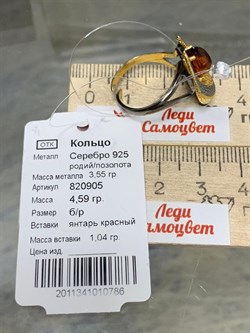 ОТК Кольцо
Металл Серебро 925
родий/позолота
Масса металла 3,55 гр.
Артикул 820905
Масса 4,59 гр.
Размер б/р
Вставки янтарь красный
Масса вставки 1,04 гр.
Цена изд.
2011341010786
Леди
Самоцвет
Леди
Самоцвет